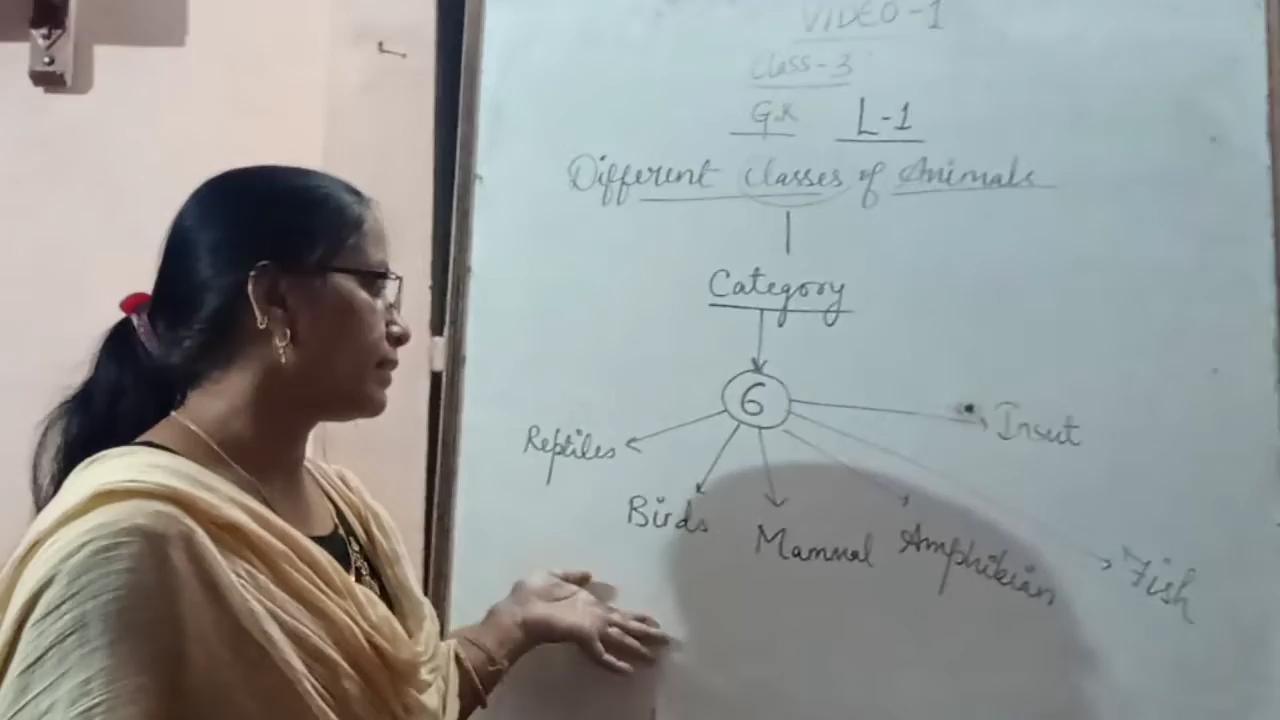 VIDEO-1
Class-3
G.K L-1
Different Classes of Animals
Category
6
Reptiles
Birds
Mammal
Amphibian
Fish
Insect